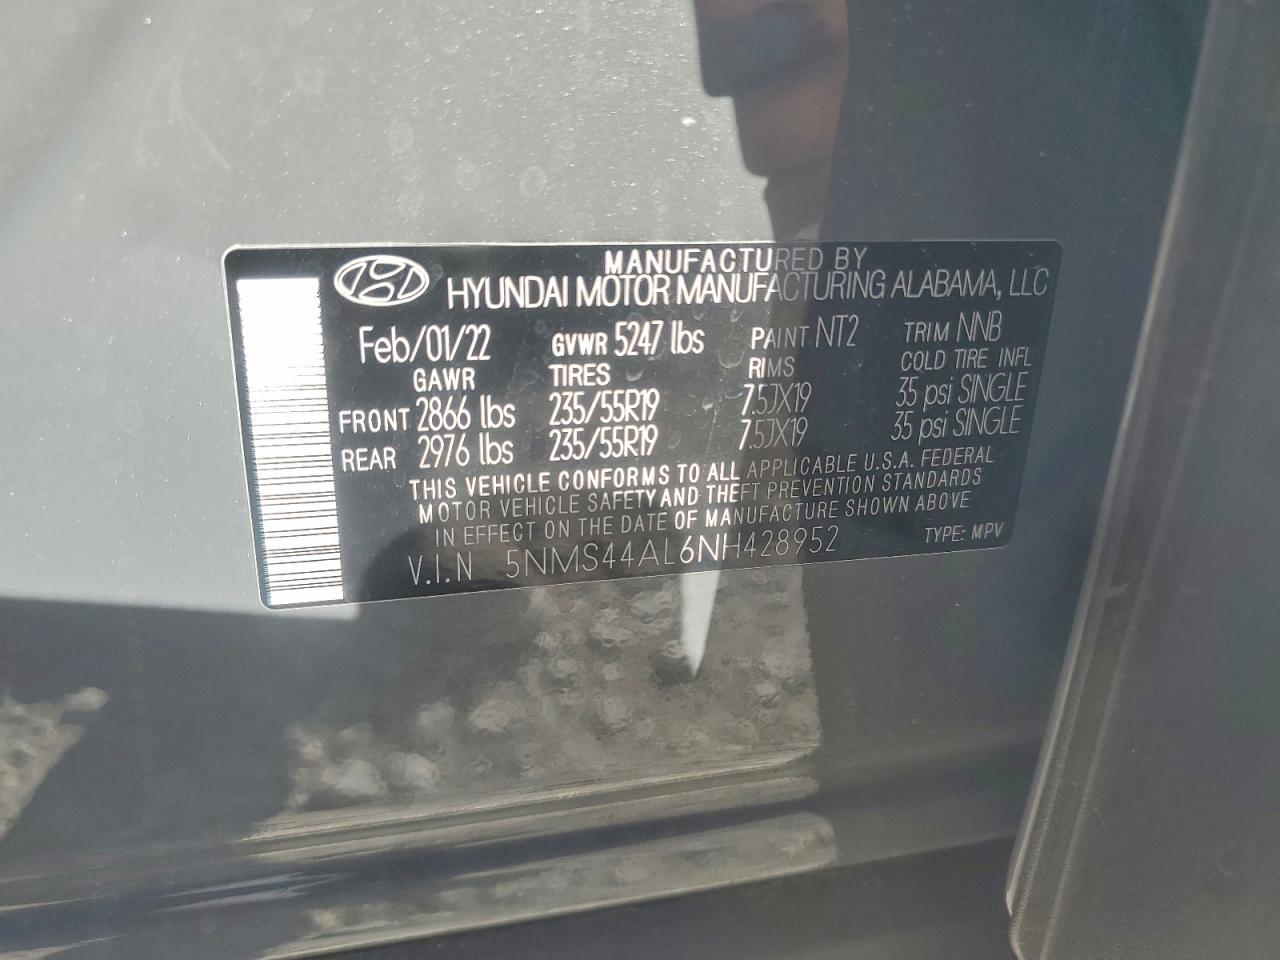 MANUFACTURED BY
HYUNDAI MOTOR MANUFACTURING ALABAMA, LLC
Feb/01/22 GVWR 5247 lbs PAINT NT2 TRIM NNB
GAWR TIRES RIMS COLD TIRE INFL
FRONT 2866 lbs 235/55R19 7.5JX19 35 psi SINGLE
REAR 2976 lbs 235/55R19 7.5JX19 35 psi SINGLE
THIS VEHICLE CONFORMS TO ALL APPLICABLE U.S.A. FEDERAL
MOTOR VEHICLE SAFETY AND THEFT PREVENTION STANDARDS
IN EFFECT ON THE DATE OF MANUFACTURE SHOWN ABOVE
V.I.N 5NMS44AL6NH428952 TYPE: MPV